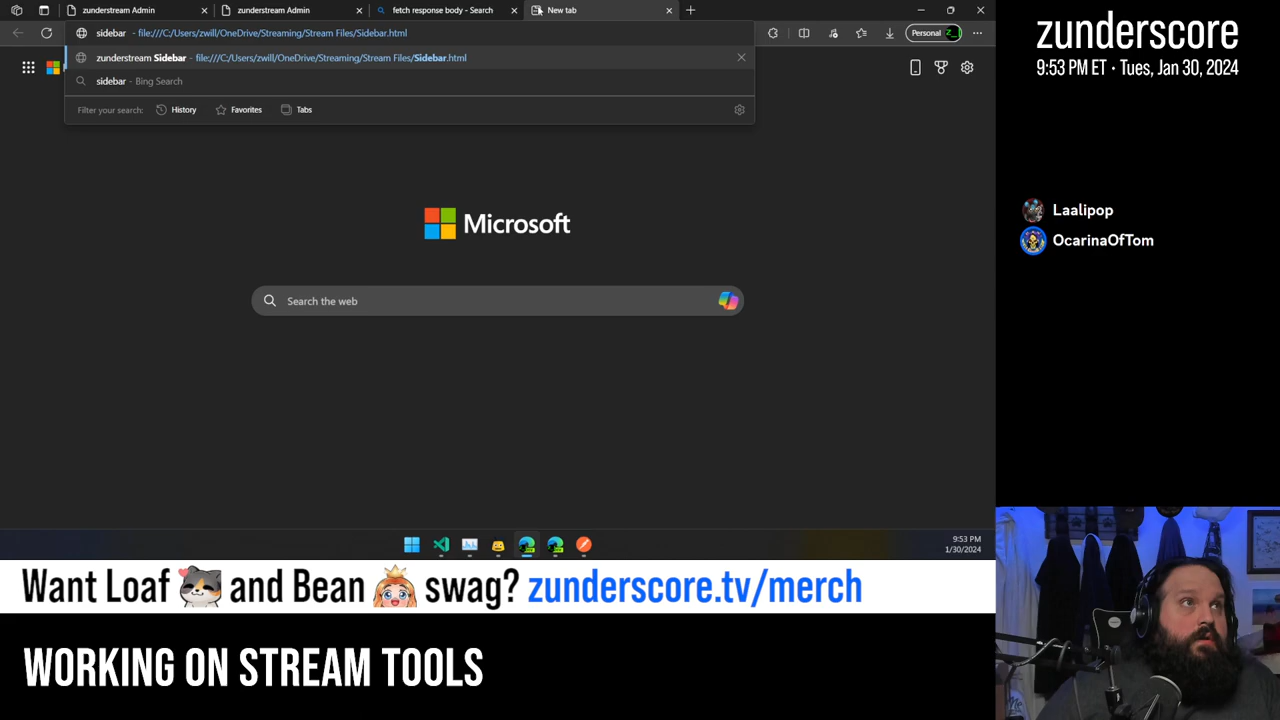 zunderstream Admin
zunderstream Admin
fetch response body - Search
New tab
sidebar - file:///C:/Users/zwill/OneDrive/Streaming/Stream Files/Sidebar.html
Personal
zunderstream Sidebar - file:///C:/Users/zwill/OneDrive/Streaming/Stream Files/Sidebar.html
sidebar - Bing Search
Filter your search: History Favorites Tabs
Microsoft
Search the web
9:53 PM
1/30/2024
zunderscore
9:53 PM ET · Tues, Jan 30, 2024
Laalipop
OcarinaOfTom
Want Loaf and Bean swag? zunderscore.tv/merch
WORKING ON STREAM TOOLS